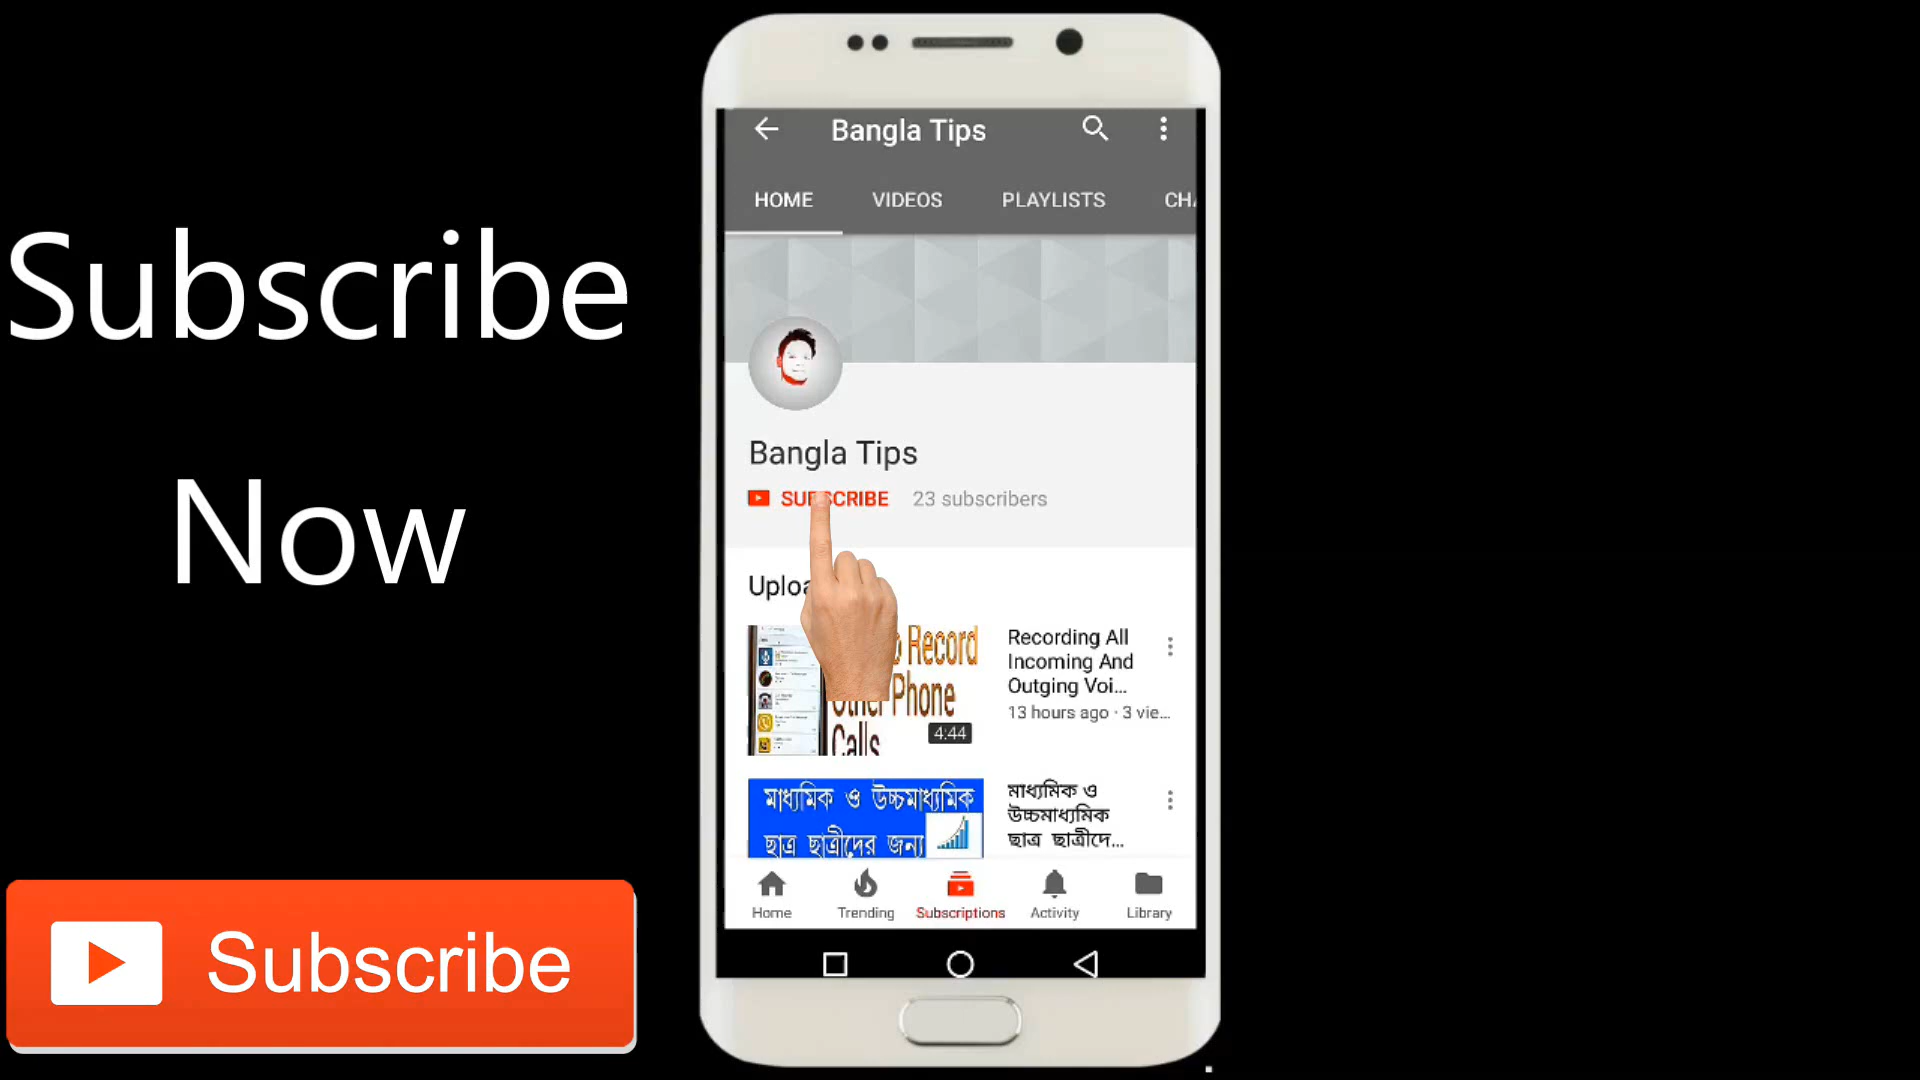 Subscribe
Now
Subscribe
Bangla Tips
HOME VIDEOS PLAYLISTS
Bangla Tips
SUBSCRIBE 23 subscribers
Record
Phone
Calls
4:44
Recording All
Incoming And
Outging Voi...
13 hours ago · 3 vie...
মাধ্যমিক ও উচ্চমাধ্যমিক
ছাত্র ছাত্রীদের জন্য
মাধ্যমিক ও
উচ্চমাধ্যমিক
ছাত্র ছাত্রীদে...
Home Trending Subscriptions Activity Library